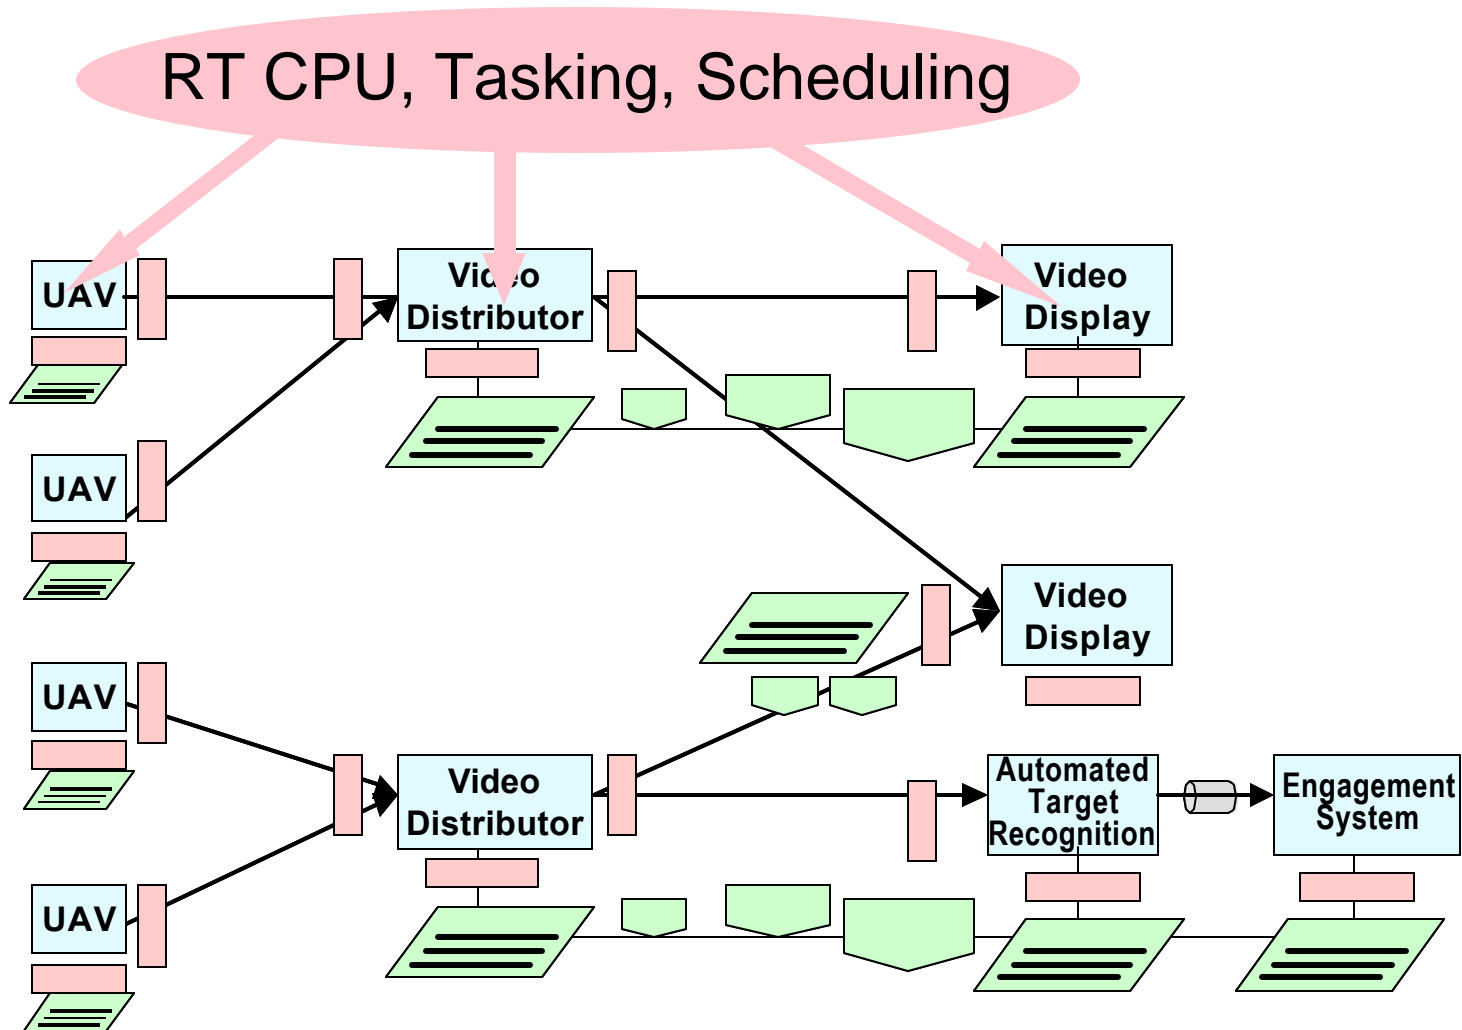 RT CPU, Tasking, Scheduling
UAV
Video
Distributor
Video
Display
UAV
Video
Display
UAV
Video
Distributor
Automated
Target
Recognition
Engagement
System
UAV